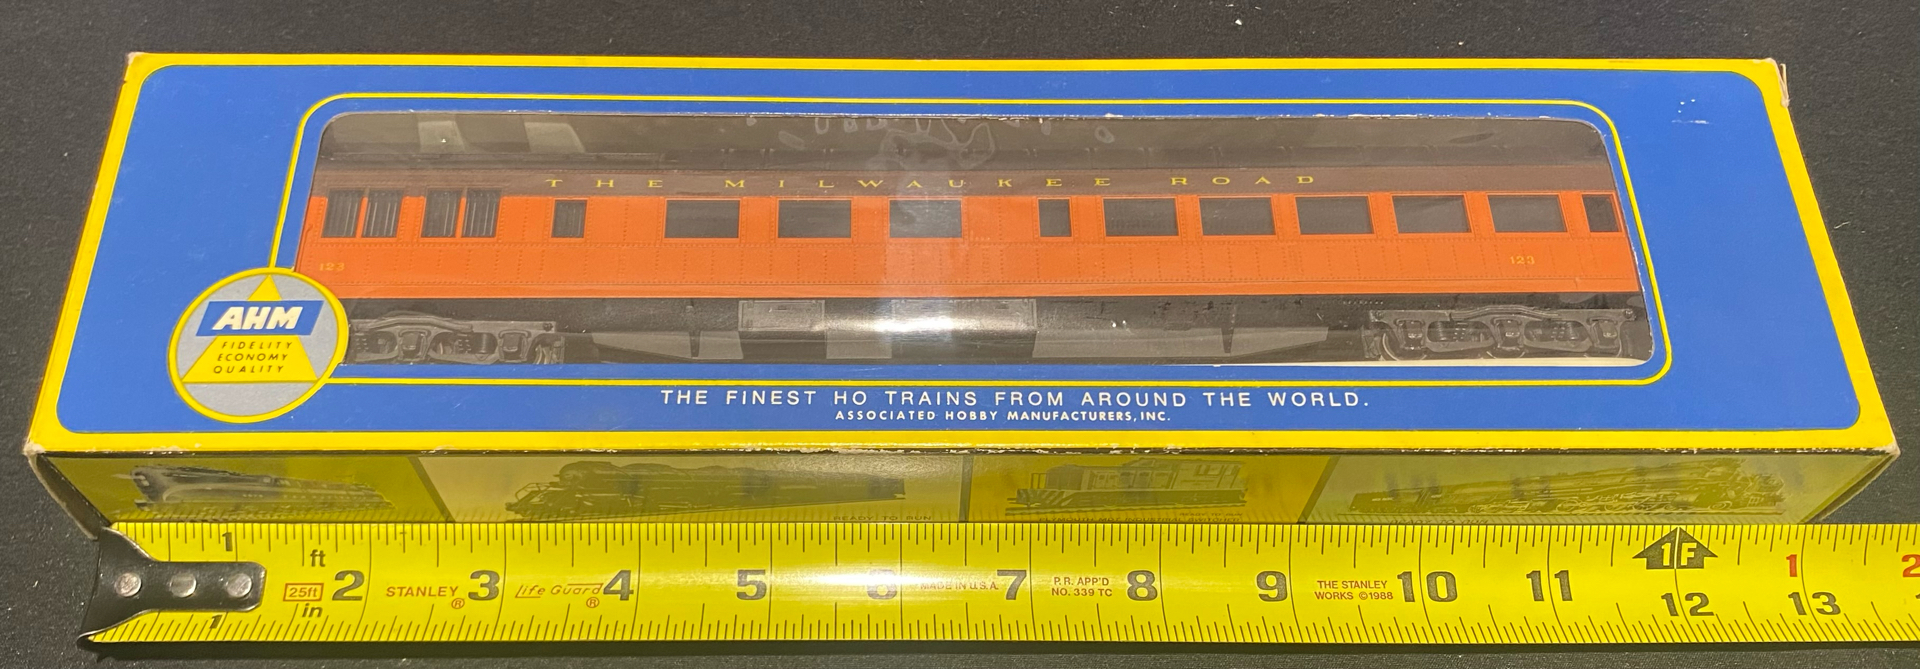 THE MILWAUKEE ROAD
123 123
AHM
FIDELITY
ECONOMY
QUALITY
THE FINEST HO TRAINS FROM AROUND THE WORLD.
ASSOCIATED HOBBY MANUFACTURERS, INC.
READY TO RUN
1 ft 1F 1 2
25ft 2 STANLEY® 3 Life Guard® 4 5 6 MADE IN U.S.A. 7 P.R. APP'D NO. 339 TC 8 9 THE STANLEY WORKS ©1988 10 11 12 13
1 in